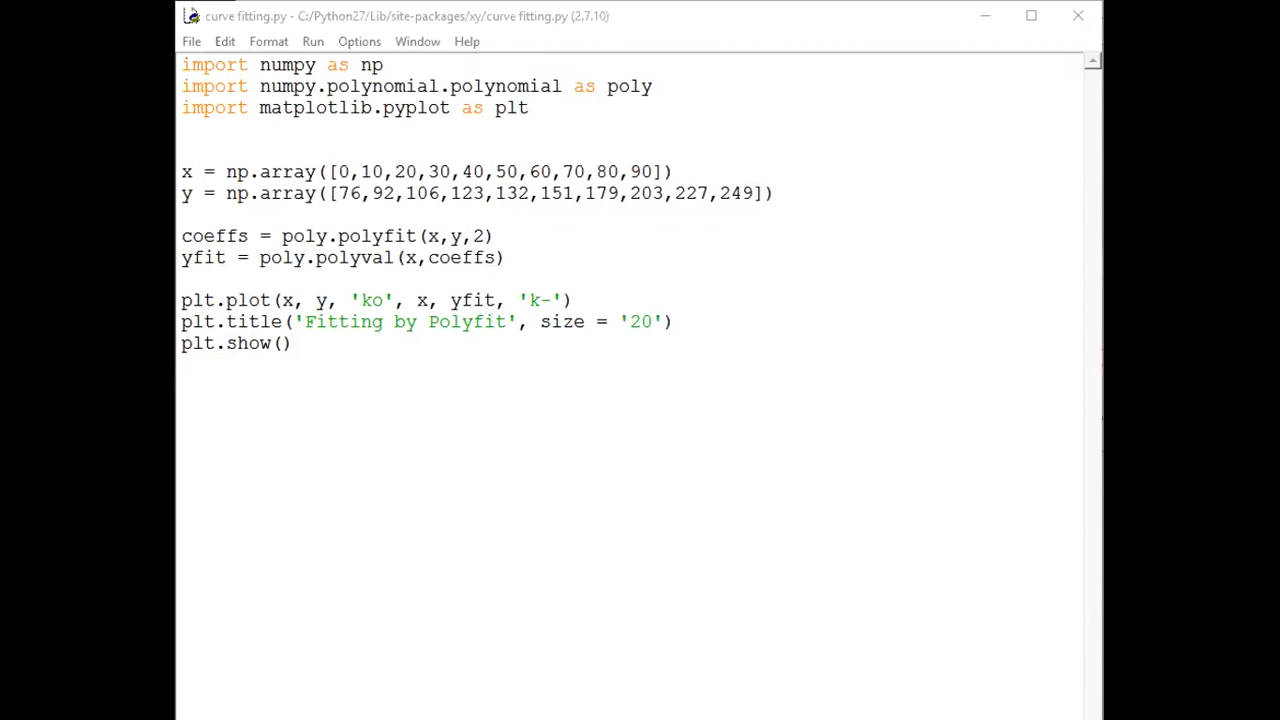 curve fitting.py - C:/Python27/Lib/site-packages/xy/curve fitting.py (2.7.10)
File Edit Format Run Options Window Help
import numpy as np
import numpy.polynomial.polynomial as poly
import matplotlib.pyplot as plt
x = np.array([0,10,20,30,40,50,60,70,80,90])
y = np.array([76,92,106,123,132,151,179,203,227,249])
coeffs = poly.polyfit(x,y,2)
yfit = poly.polyval(x,coeffs)
plt.plot(x, y, 'ko', x, yfit, 'k-')
plt.title('Fitting by Polyfit', size = '20')
plt.show()